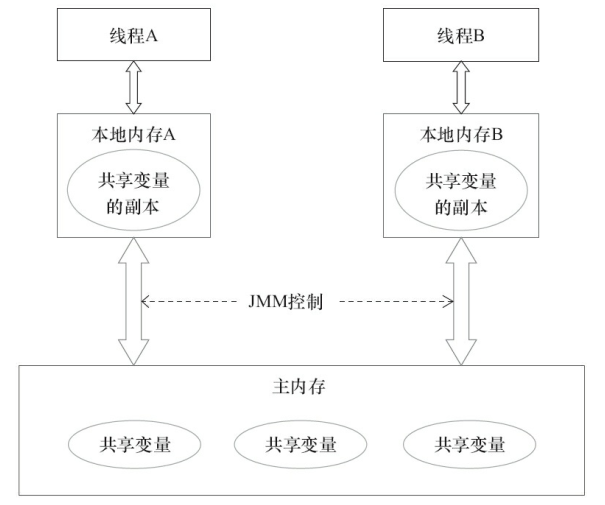 线程A
线程B
本地内存A
共享变量
的副本
本地内存B
共享变量
的副本
JMM控制
主内存
共享变量
共享变量
共享变量